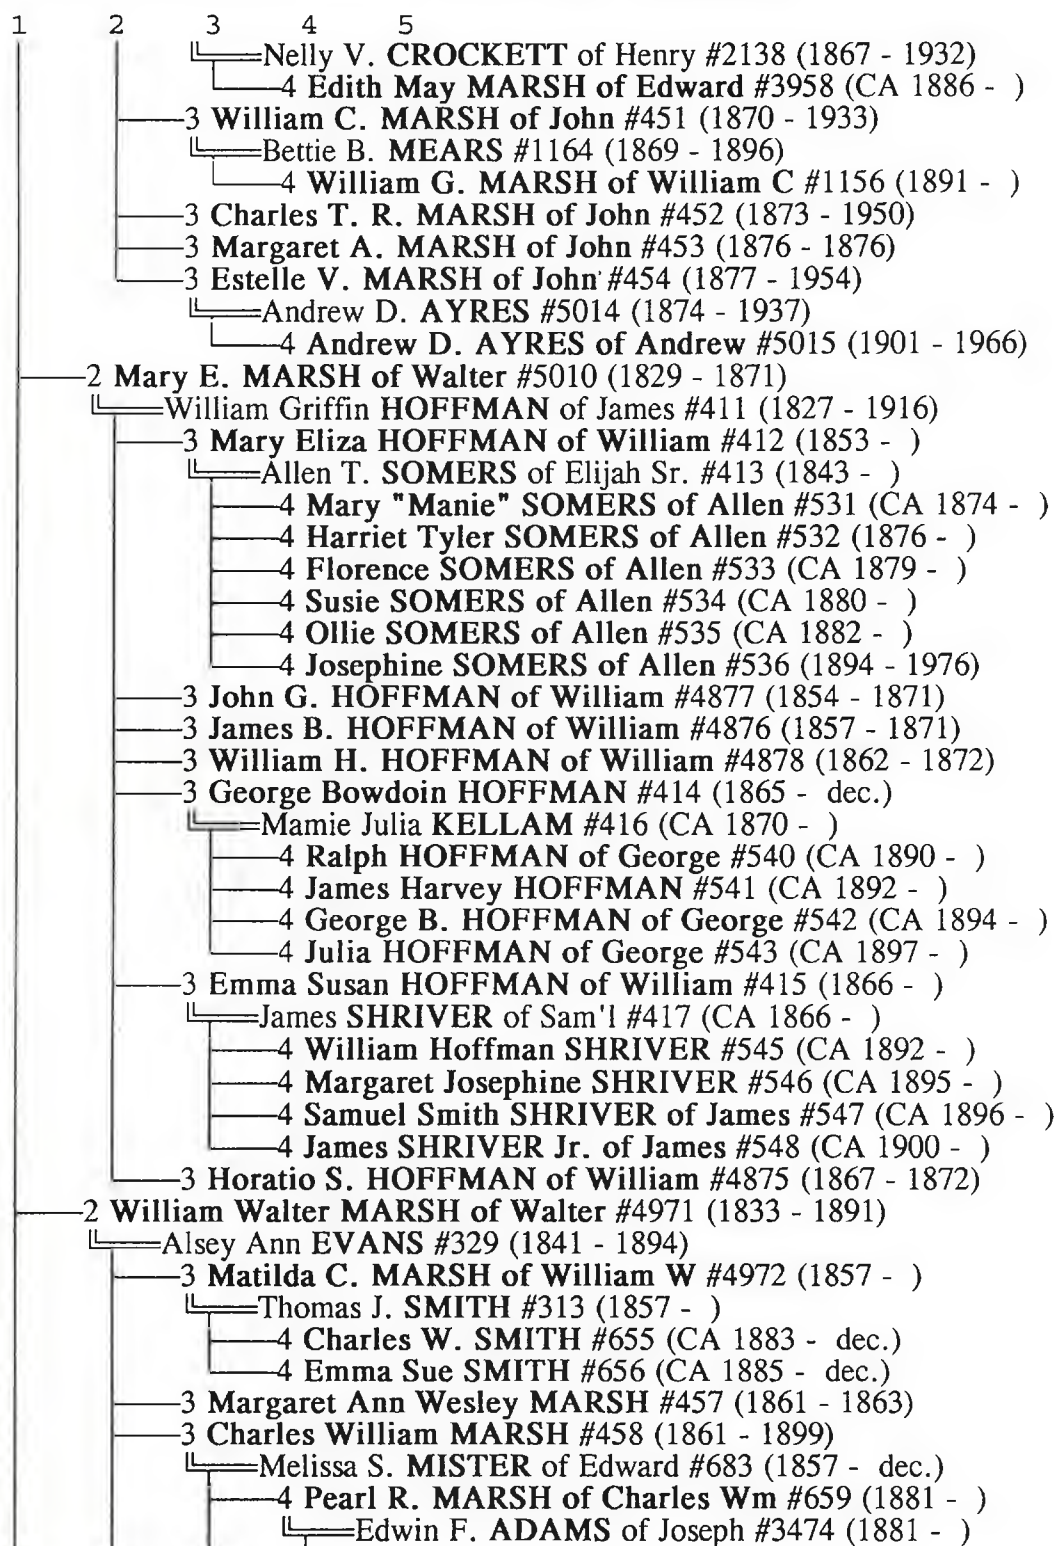 1 2 3 4 5
Nelly V. CROCKETT of Henry #2138 (1867 - 1932)
4 Edith May MARSH of Edward #3958 (CA 1886 - )
3 William C. MARSH of John #451 (1870 - 1933)
Bettie B. MEARS #1164 (1869 - 1896)
4 William G. MARSH of William C #1156 (1891 - )
3 Charles T. R. MARSH of John #452 (1873 - 1950)
3 Margaret A. MARSH of John #453 (1876 - 1876)
3 Estelle V. MARSH of John #454 (1877 - 1954)
Andrew D. AYRES #5014 (1874 - 1937)
4 Andrew D. AYRES of Andrew #5015 (1901 - 1966)
2 Mary E. MARSH of Walter #5010 (1829 - 1871)
William Griffin HOFFMAN of James #411 (1827 - 1916)
3 Mary Eliza HOFFMAN of William #412 (1853 - )
Allen T. SOMERS of Elijah Sr. #413 (1843 - )
4 Mary "Manie" SOMERS of Allen #531 (CA 1874 - )
4 Harriet Tyler SOMERS of Allen #532 (1876 - )
4 Florence SOMERS of Allen #533 (CA 1879 - )
4 Susie SOMERS of Allen #534 (CA 1880 - )
4 Ollie SOMERS of Allen #535 (CA 1882 - )
4 Josephine SOMERS of Allen #536 (1894 - 1976)
3 John G. HOFFMAN of William #4877 (1854 - 1871)
3 James B. HOFFMAN of William #4876 (1857 - 1871)
3 William H. HOFFMAN of William #4878 (1862 - 1872)
3 George Bowdoin HOFFMAN #414 (1865 - dec.)
Mamie Julia KELLAM #416 (CA 1870 - )
4 Ralph HOFFMAN of George #540 (CA 1890 - )
4 James Harvey HOFFMAN #541 (CA 1892 - )
4 George B. HOFFMAN of George #542 (CA 1894 - )
4 Julia HOFFMAN of George #543 (CA 1897 - )
3 Emma Susan HOFFMAN of William #415 (1866 - )
James SHRIVER of Sam'l #417 (CA 1866 - )
4 William Hoffman SHRIVER #545 (CA 1892 - )
4 Margaret Josephine SHRIVER #546 (CA 1895 - )
4 Samuel Smith SHRIVER of James #547 (CA 1896 - )
4 James SHRIVER Jr. of James #548 (CA 1900 - )
3 Horatio S. HOFFMAN of William #4875 (1867 - 1872)
2 William Walter MARSH of Walter #4971 (1833 - 1891)
Alsey Ann EVANS #329 (1841 - 1894)
3 Matilda C. MARSH of William W #4972 (1857 - )
Thomas J. SMITH #313 (1857 - )
4 Charles W. SMITH #655 (CA 1883 - dec.)
4 Emma Sue SMITH #656 (CA 1885 - dec.)
3 Margaret Ann Wesley MARSH #457 (1861 - 1863)
3 Charles William MARSH #458 (1861 - 1899)
Melissa S. MISTER of Edward #683 (1857 - dec.)
4 Pearl R. MARSH of Charles Wm #659 (1881 - )
Edwin F. ADAMS of Joseph #3474 (1881 - )